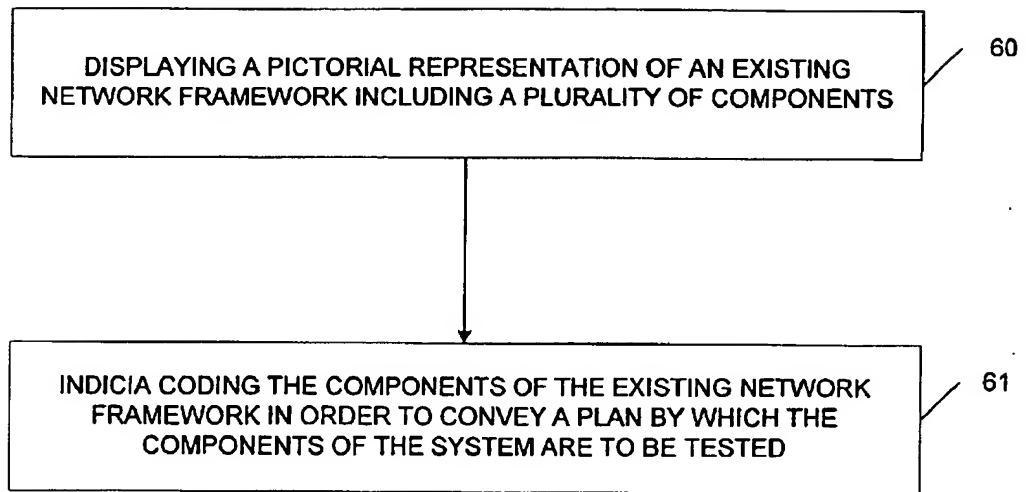 DISPLAYING A PICTORIAL REPRESENTATION OF AN EXISTING
NETWORK FRAMEWORK INCLUDING A PLURALITY OF COMPONENTS
60
INDICIA CODING THE COMPONENTS OF THE EXISTING NETWORK
FRAMEWORK IN ORDER TO CONVEY A PLAN BY WHICH THE
COMPONENTS OF THE SYSTEM ARE TO BE TESTED
61